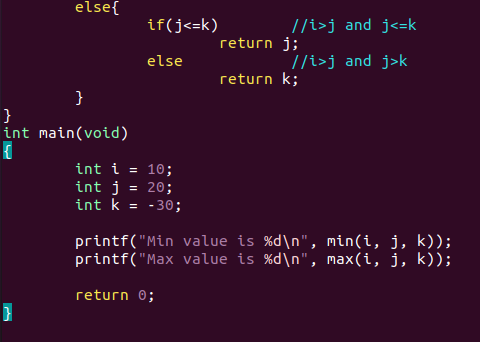 else{
if(j<=k) //i>j and j<=k
return j;
else //i>j and j>k
return k;
}
}
int main(void)
{
int i = 10;
int j = 20;
int k = -30;
printf("Min value is %d\n", min(i, j, k));
printf("Max value is %d\n", max(i, j, k));
return 0;
}